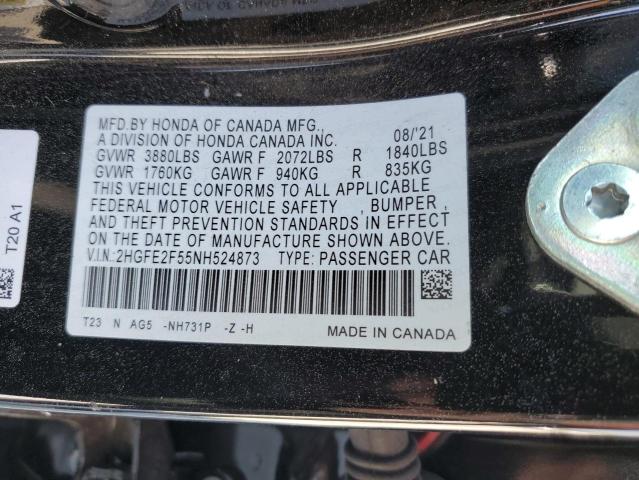 MFD.BY HONDA OF CANADA MFG.,
A DIVISION OF HONDA CANADA INC. 08/'21
GVWR 3880LBS GAWR F 2072LBS R 1840LBS
GVWR 1760KG GAWR F 940KG R 835KG
THIS VEHICLE CONFORMS TO ALL APPLICABLE
FEDERAL MOTOR VEHICLE SAFETY , BUMPER ,
AND THEFT PREVENTION STANDARDS IN EFFECT
ON THE DATE OF MANUFACTURE SHOWN ABOVE.
V.I.N.:2HGFE2F55NH524873 TYPE: PASSENGER CAR
T23 N AG5 -NH731P -Z -H
MADE IN CANADA
T20 A1